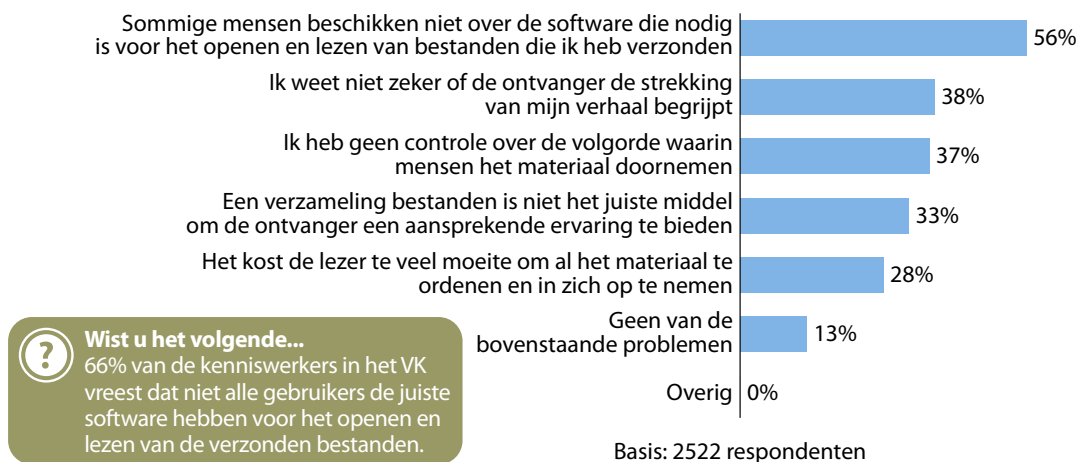 Sommige mensen beschikken niet over de software die nodig
is voor het openen en lezen van bestanden die ik heb verzonden
56%
Ik weet niet zeker of de ontvanger de strekking
van mijn verhaal begrijpt
38%
Ik heb geen controle over de volgorde waarin
mensen het materiaal doornemen
37%
Een verzameling bestanden is niet het juiste middel
om de ontvanger een aansprekende ervaring te bieden
33%
Het kost de lezer te veel moeite om al het materiaal te
ordenen en in zich op te nemen
28%
Geen van de
bovenstaande problemen
13%
Overig 0%
? Wist u het volgende...
66% van de kenniswerkers in het VK
vreest dat niet alle gebruikers de juiste
software hebben voor het openen en
lezen van de verzonden bestanden.
Basis: 2522 respondenten